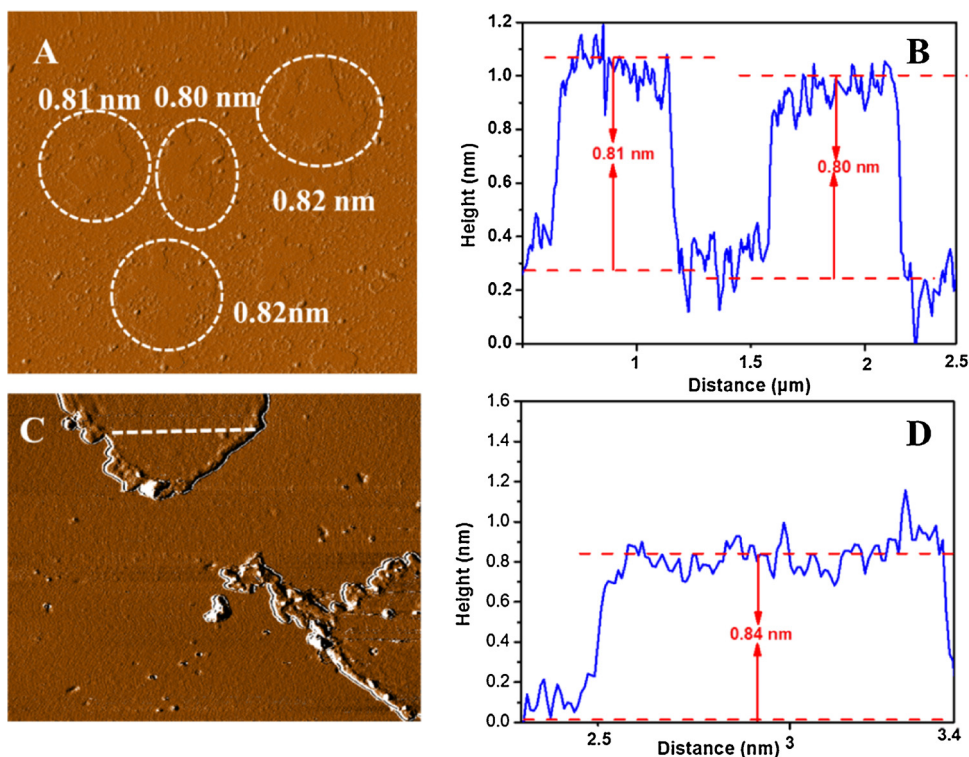 A
0.81 nm
0.80 nm
0.82 nm
0.82nm
B
Height (nm)
1.2
1.0
0.8
0.6
0.4
0.2
0.0
0.81 nm
0.80 nm
1
1.5
2
2.5
Distance (µm)
C
D
Height (nm)
1.6
1.4
1.2
1.0
0.8
0.6
0.4
0.2
0.0
0.84 nm
2.5
3
3.4
Distance (nm)